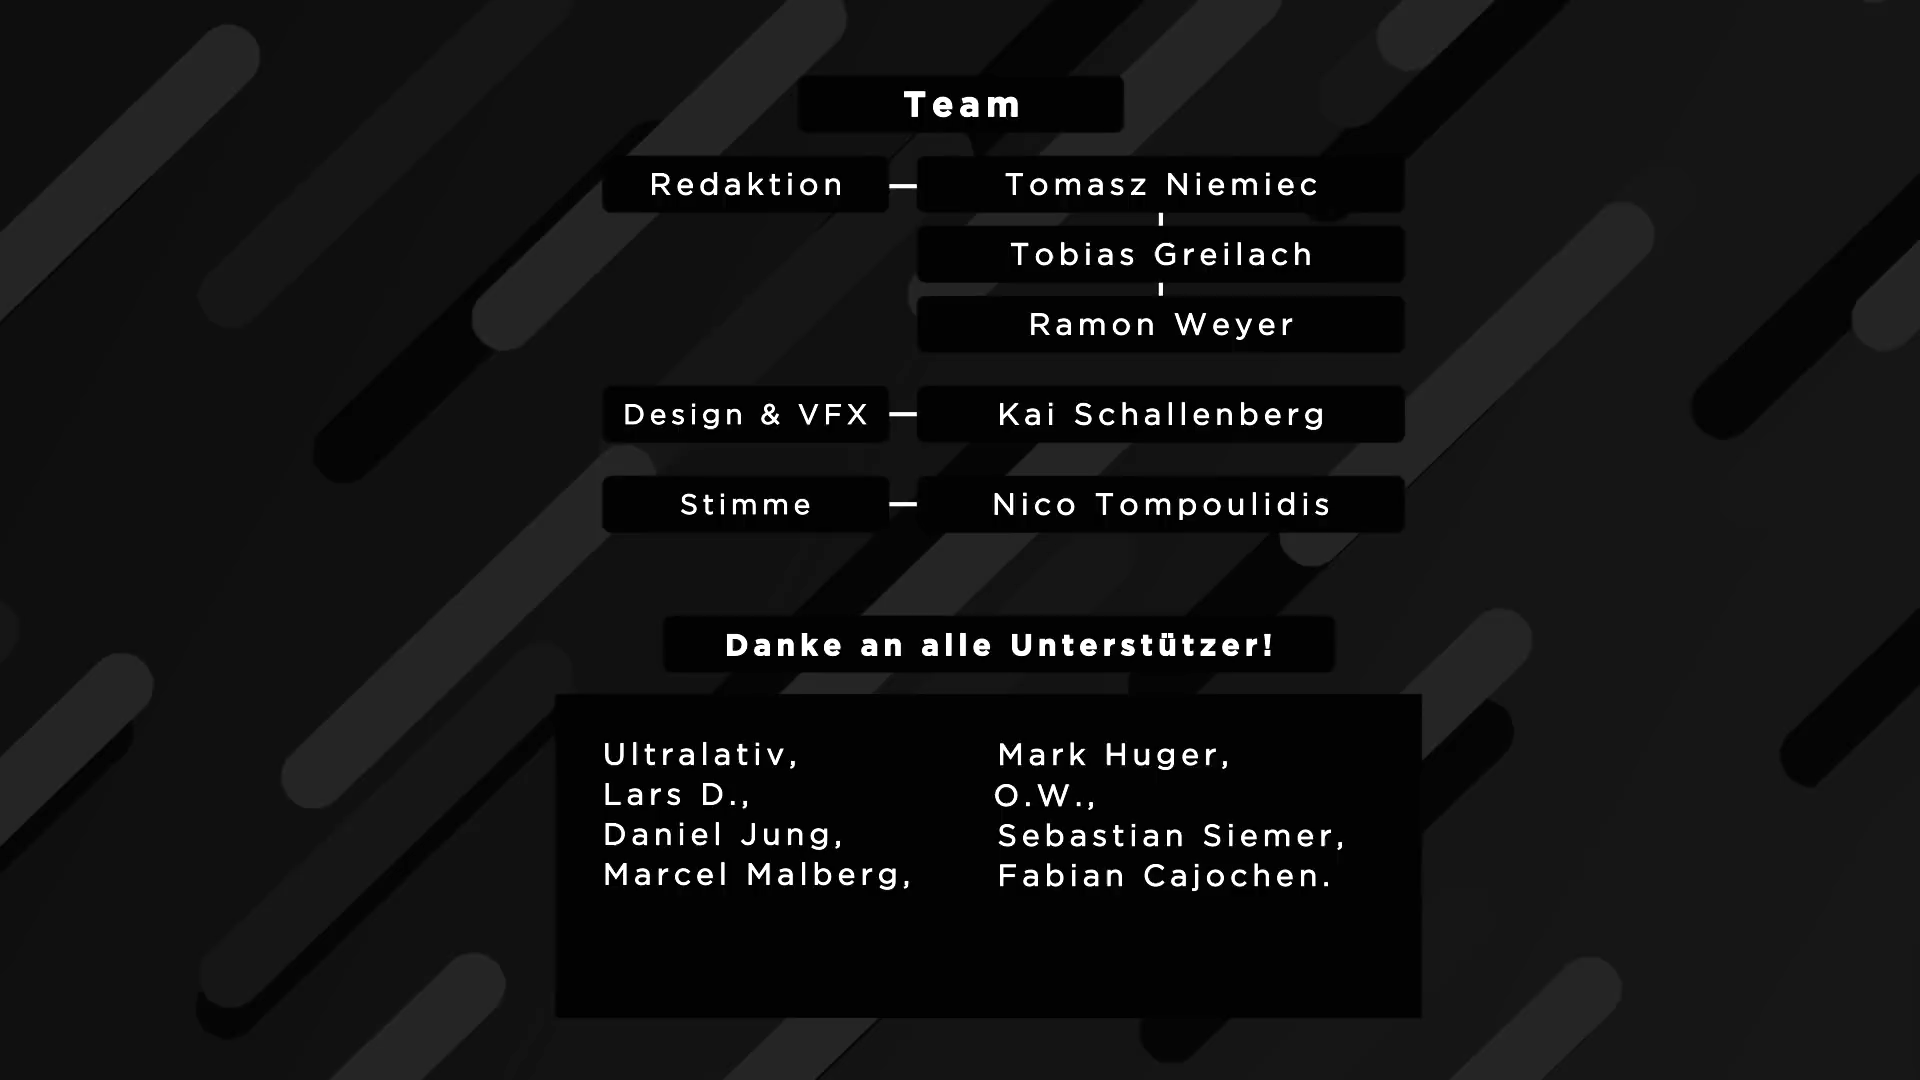 Team
Redaktion — Tomasz Niemiec
Tobias Greilach
Ramon Weyer
Design & VFX — Kai Schallenberg
Stimme — Nico Tompoulidis
Danke an alle Unterstützer!
Ultralativ,
Lars D.,
Daniel Jung,
Marcel Malberg,
Mark Huger,
O.W.,
Sebastian Siemer,
Fabian Cajochen.